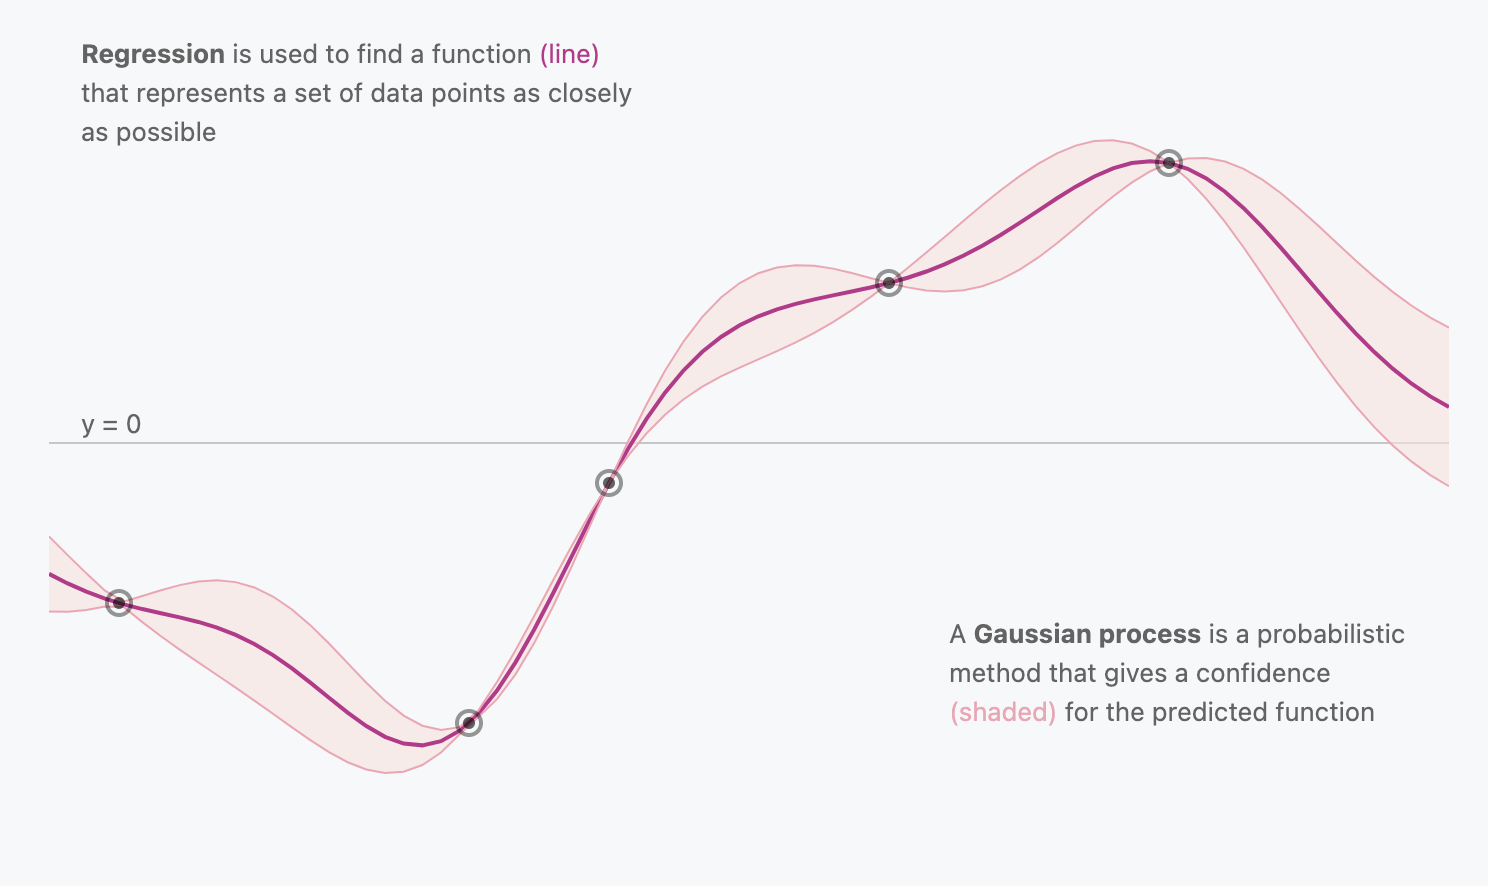 Regression is used to find a function (line)
that represents a set of data points as closely
as possible
y = 0
A Gaussian process is a probabilistic
method that gives a confidence
(shaded) for the predicted function